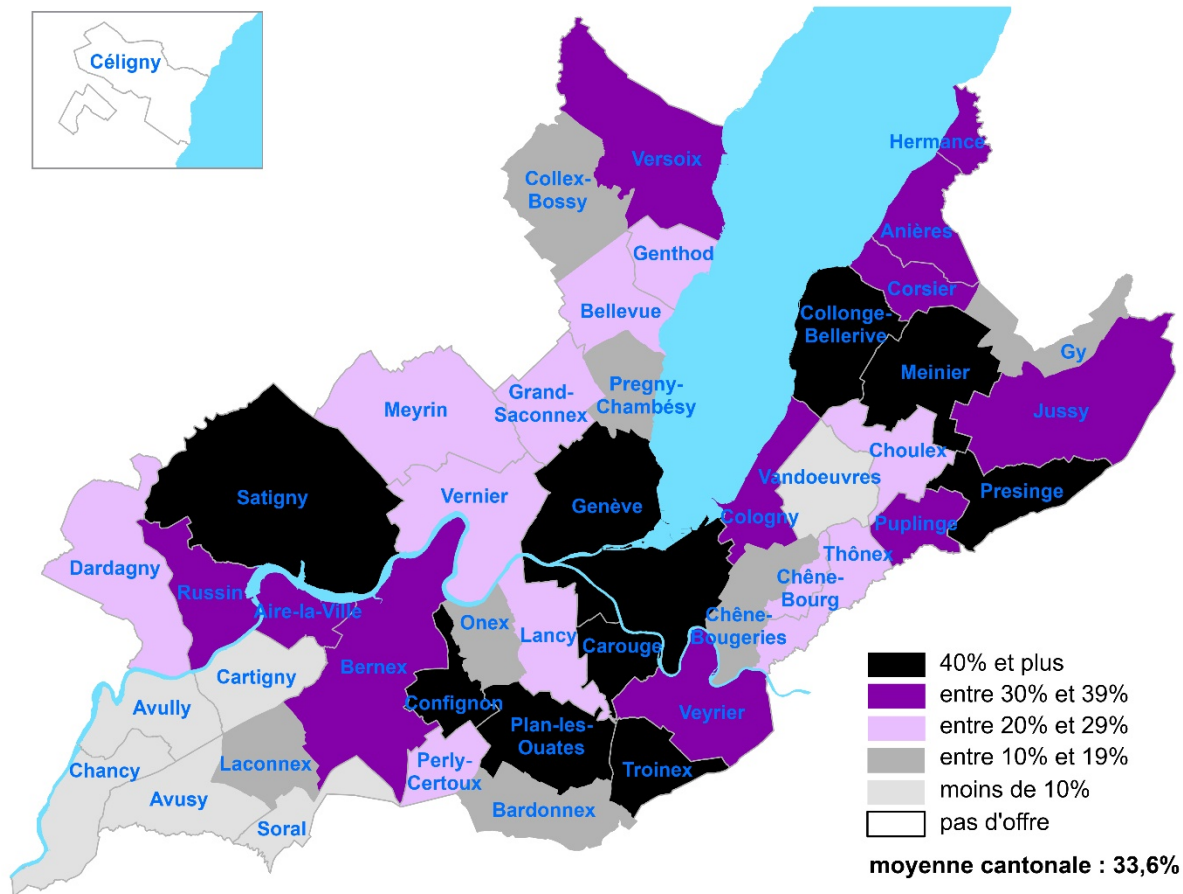 Céligny
Versoix
Hermance
Collex-
Bossy
Anières
Genthod
Corsier
Bellevue
Collonge-
Bellerive
Gy
Meinier
Pregny-
Chambésy
Grand-
Saconnex
Meyrin
Jussy
Choulex
Vandoeuvres
Presinge
Satigny
Vernier
Genève
Cologny
Puplinge
Thônex
Dardagny
Chêne-
Bourg
Russin
Aire-la-Ville
Onex
Lancy
Carouge
Chêne-
Bougeries
Bernex
Cartigny
Confignon
Avully
Veyrier
Plan-les-
Ouates
Perly-
Certoux
Laconnex
Chancy
Troinex
Avusy
Bardonnex
Soral
40% et plus
entre 30% et 39%
entre 20% et 29%
entre 10% et 19%
moins de 10%
pas d'offre
moyenne cantonale : 33,6%